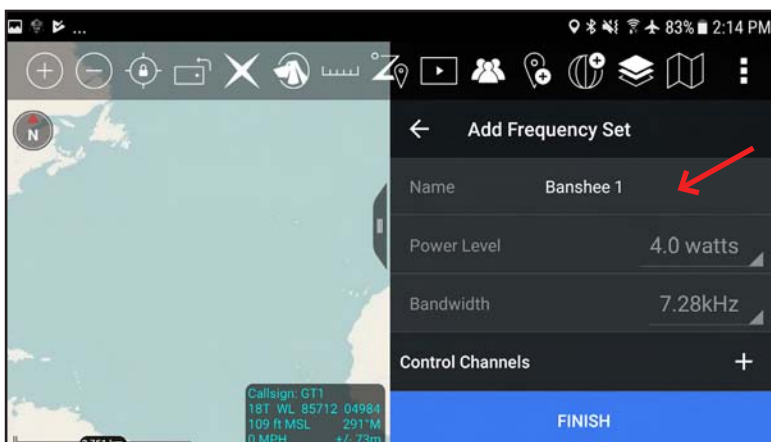 ... 83% 2:14 PM
N
Add Frequency Set
Name Banshee 1
Power Level 4.0 watts
Bandwidth 7.28kHz
Control Channels +
FINISH
Callsign: GT1
18T WL 85712 04984
109 ft MSL 291°M
0 MPH +/- 73m